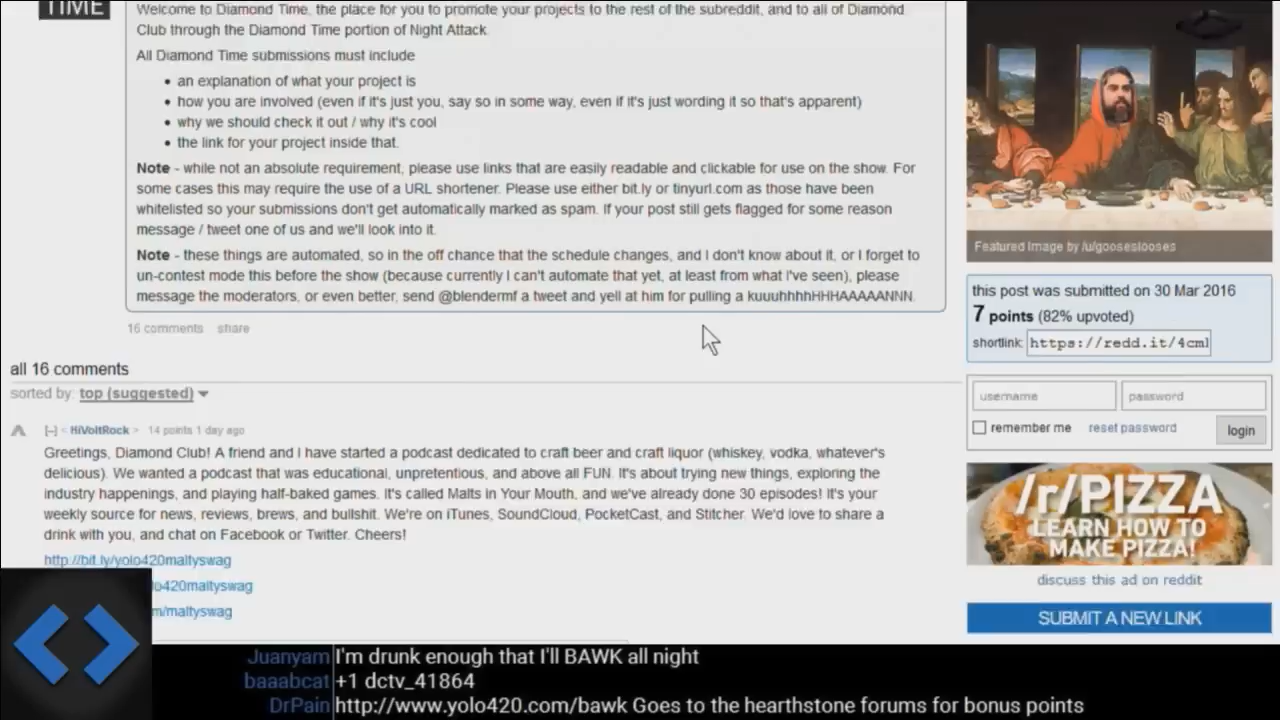 TIME
Welcome to Diamond Time, the place for you to promote your projects to the rest of the subreddit, and to all of Diamond
Club through the Diamond Time portion of Night Attack.
All Diamond Time submissions must include
• an explanation of what your project is
• how you are involved (even if it's just you, say so in some way, even if it's just wording it so that's apparent)
• why we should check it out / why it's cool
• the link for your project inside that.
Note - while not an absolute requirement, please use links that are easily readable and clickable for use on the show. For
some cases this may require the use of a URL shortener. Please use either bit.ly or tinyurl.com as those have been
whitelisted so your submissions don't get automatically marked as spam. If your post still gets flagged for some reason
message / tweet one of us and we'll look into it.
Note - these things are automated, so in the off chance that the schedule changes, and I don't know about it, or I forget to
un-contest mode this before the show (because currently I can't automate that yet, at least from what I've seen), please
message the moderators, or even better, send @blendermf a tweet and yell at him for pulling a kuuuhhhhHHHAAAAANNN.
16 comments share
all 16 comments
sorted by: top (suggested)
[-] < HiVoltRock > 14 points 1 day ago
Greetings, Diamond Club! A friend and I have started a podcast dedicated to craft beer and craft liquor (whiskey, vodka, whatever's
delicious). We wanted a podcast that was educational, unpretentious, and above all FUN. It's about trying new things, exploring the
industry happenings, and playing half-baked games. It's called Malts in Your Mouth, and we've already done 30 episodes! It's your
weekly source for news, reviews, brews, and bullshit. We're on iTunes, SoundCloud, PocketCast, and Stitcher. We'd love to share a
drink with you, and chat on Facebook or Twitter. Cheers!
http://bit.ly/yolo420maltyswag
lo420maltyswag
m/maltyswag
Featured Image by /u/gooseslooses
this post was submitted on 30 Mar 2016
7 points (82% upvoted)
shortlink: https://redd.it/4cml
username password
remember me reset password login
/r/PIZZA
LEARN HOW TO
MAKE PIZZA!
discuss this ad on reddit
SUBMIT A NEW LINK
Juanyam I'm drunk enough that I'll BAWK all night
baaabcat +1 dctv_41864
DrPain http://www.yolo420.com/bawk Goes to the hearthstone forums for bonus points